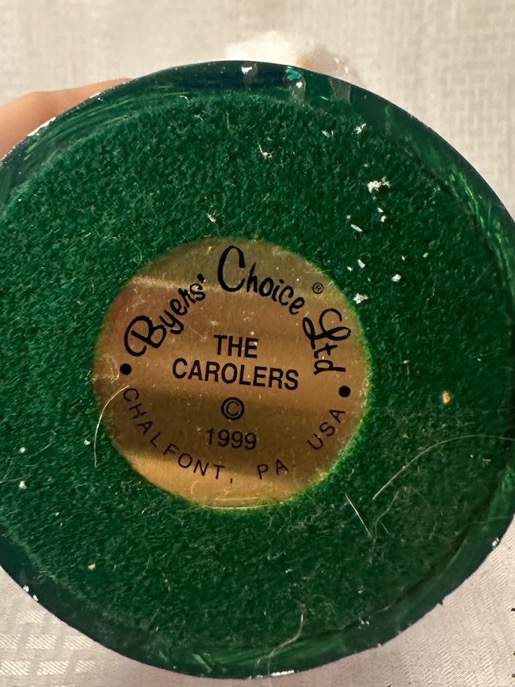 Byers' Choice® Ltd
THE
CAROLERS
©
1999
• CHALFONT, PA USA •